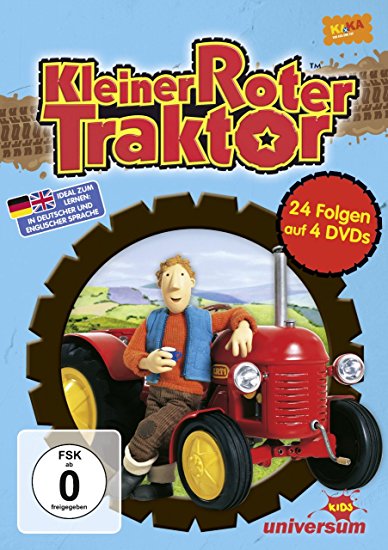 KiKA
Kleiner Roter
Traktor
TM
IDEAL ZUM
LERNEN:
IN DEUTSCHER UND
ENGLISCHER SPRACHE
24 Folgen
auf 4 DVDs
FSK
ab
0
freigegeben
KIDS
universum